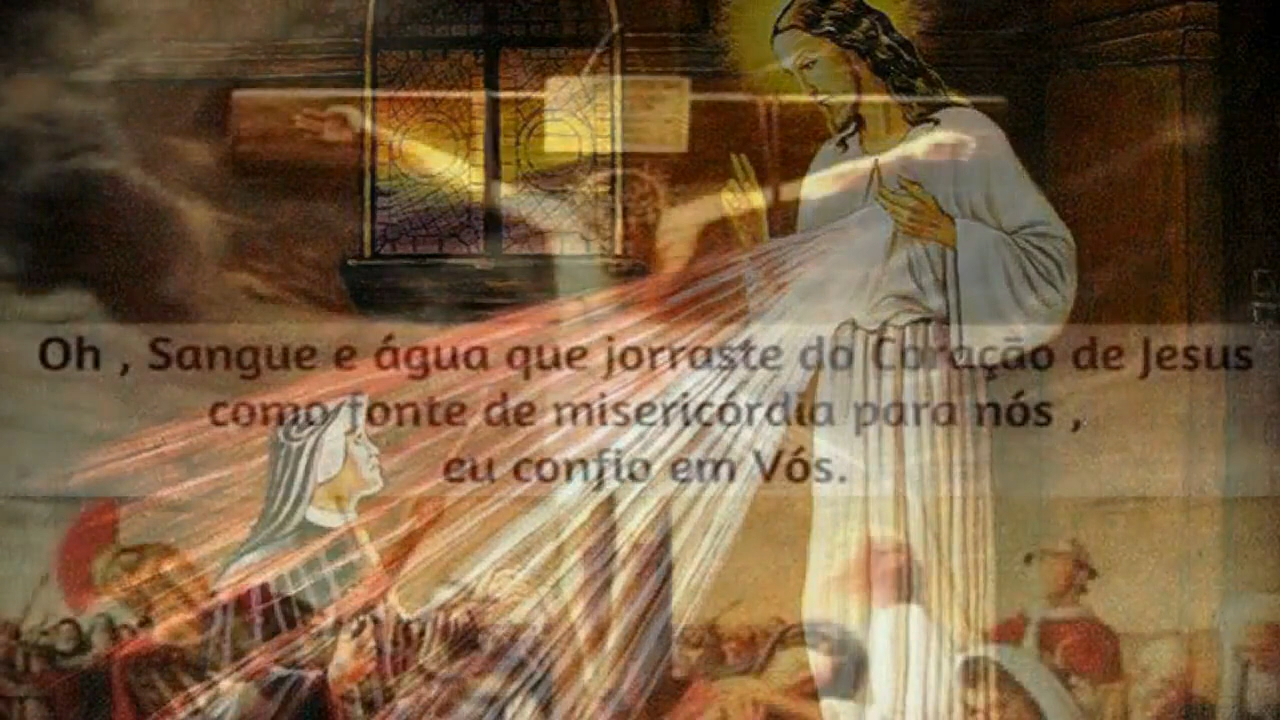 Oh , Sangue e água que jorraste do Coração de Jesus
como fonte de misericórdia para nós ,
eu confio em Vós.